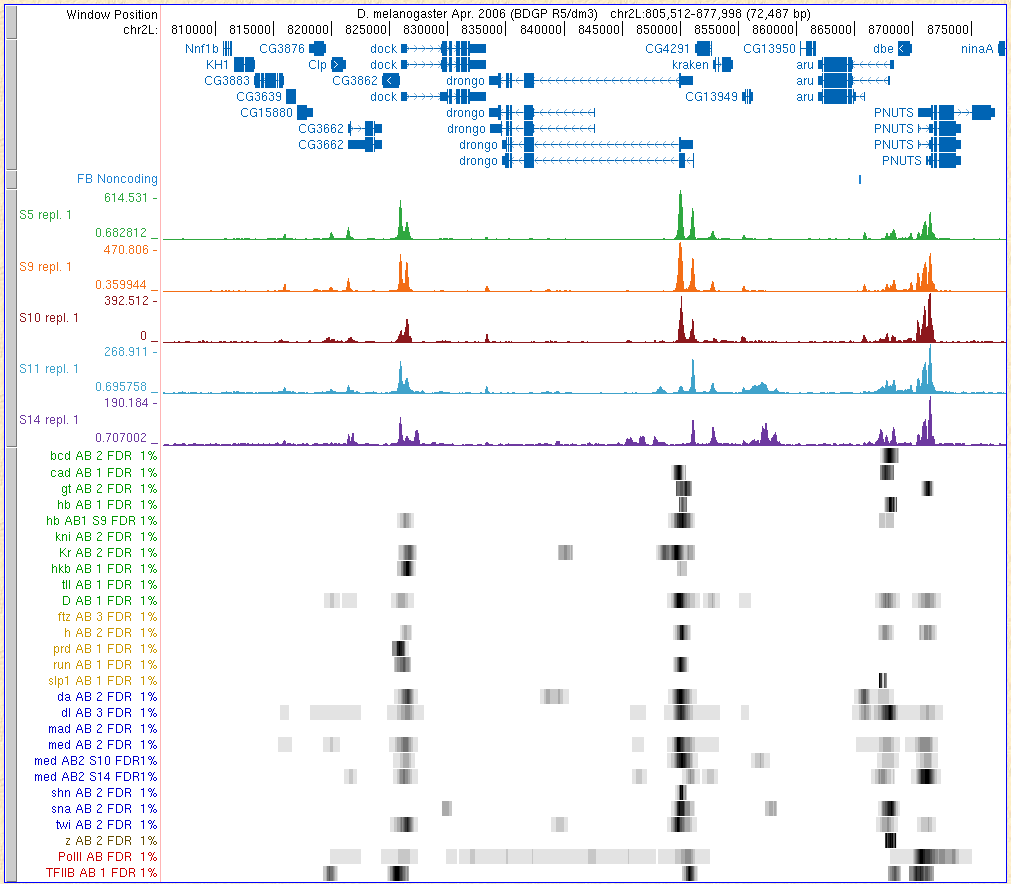 Window Position D. melanogaster Apr. 2006 (BDGP R5/dm3) chr2L:805,512-877,998 (72,487 bp)
chr2L: 810000 815000 820000 825000 830000 835000 840000 845000 850000 855000 860000 865000 870000 875000
Nnf1b CG3876 dock CG4291 CG13950 dbe ninaA
KH1 Clp dock kraken aru
CG3883 CG3662 drongo aru
CG3639 dock CG13949 aru
CG15880 drongo PNUTS
CG3662 drongo PNUTS
CG3662 drongo PNUTS
drongo PNUTS
FB Noncoding
614.531 _
S5 repl. 1
0.682812 _
470.806 _
S9 repl. 1
0.359944 _
392.512 _
S10 repl. 1
0 _
268.911 _
S11 repl. 1
0.695758 _
190.184 _
S14 repl. 1
0.707002 _
bcd AB 2 FDR 1%
cad AB 1 FDR 1%
gt AB 2 FDR 1%
hb AB 1 FDR 1%
hb AB1 S9 FDR 1%
kni AB 2 FDR 1%
Kr AB 2 FDR 1%
hkb AB 1 FDR 1%
tll AB 1 FDR 1%
D AB 1 FDR 1%
ftz AB 3 FDR 1%
h AB 2 FDR 1%
prd AB 1 FDR 1%
run AB 1 FDR 1%
slp1 AB 1 FDR 1%
da AB 2 FDR 1%
dl AB 3 FDR 1%
mad AB 2 FDR 1%
med AB 2 FDR 1%
med AB2 S10 FDR1%
med AB2 S14 FDR1%
shn AB 2 FDR 1%
sna AB 2 FDR 1%
twi AB 2 FDR 1%
z AB 2 FDR 1%
PolII AB FDR 1%
TFIIB AB 1 FDR 1%